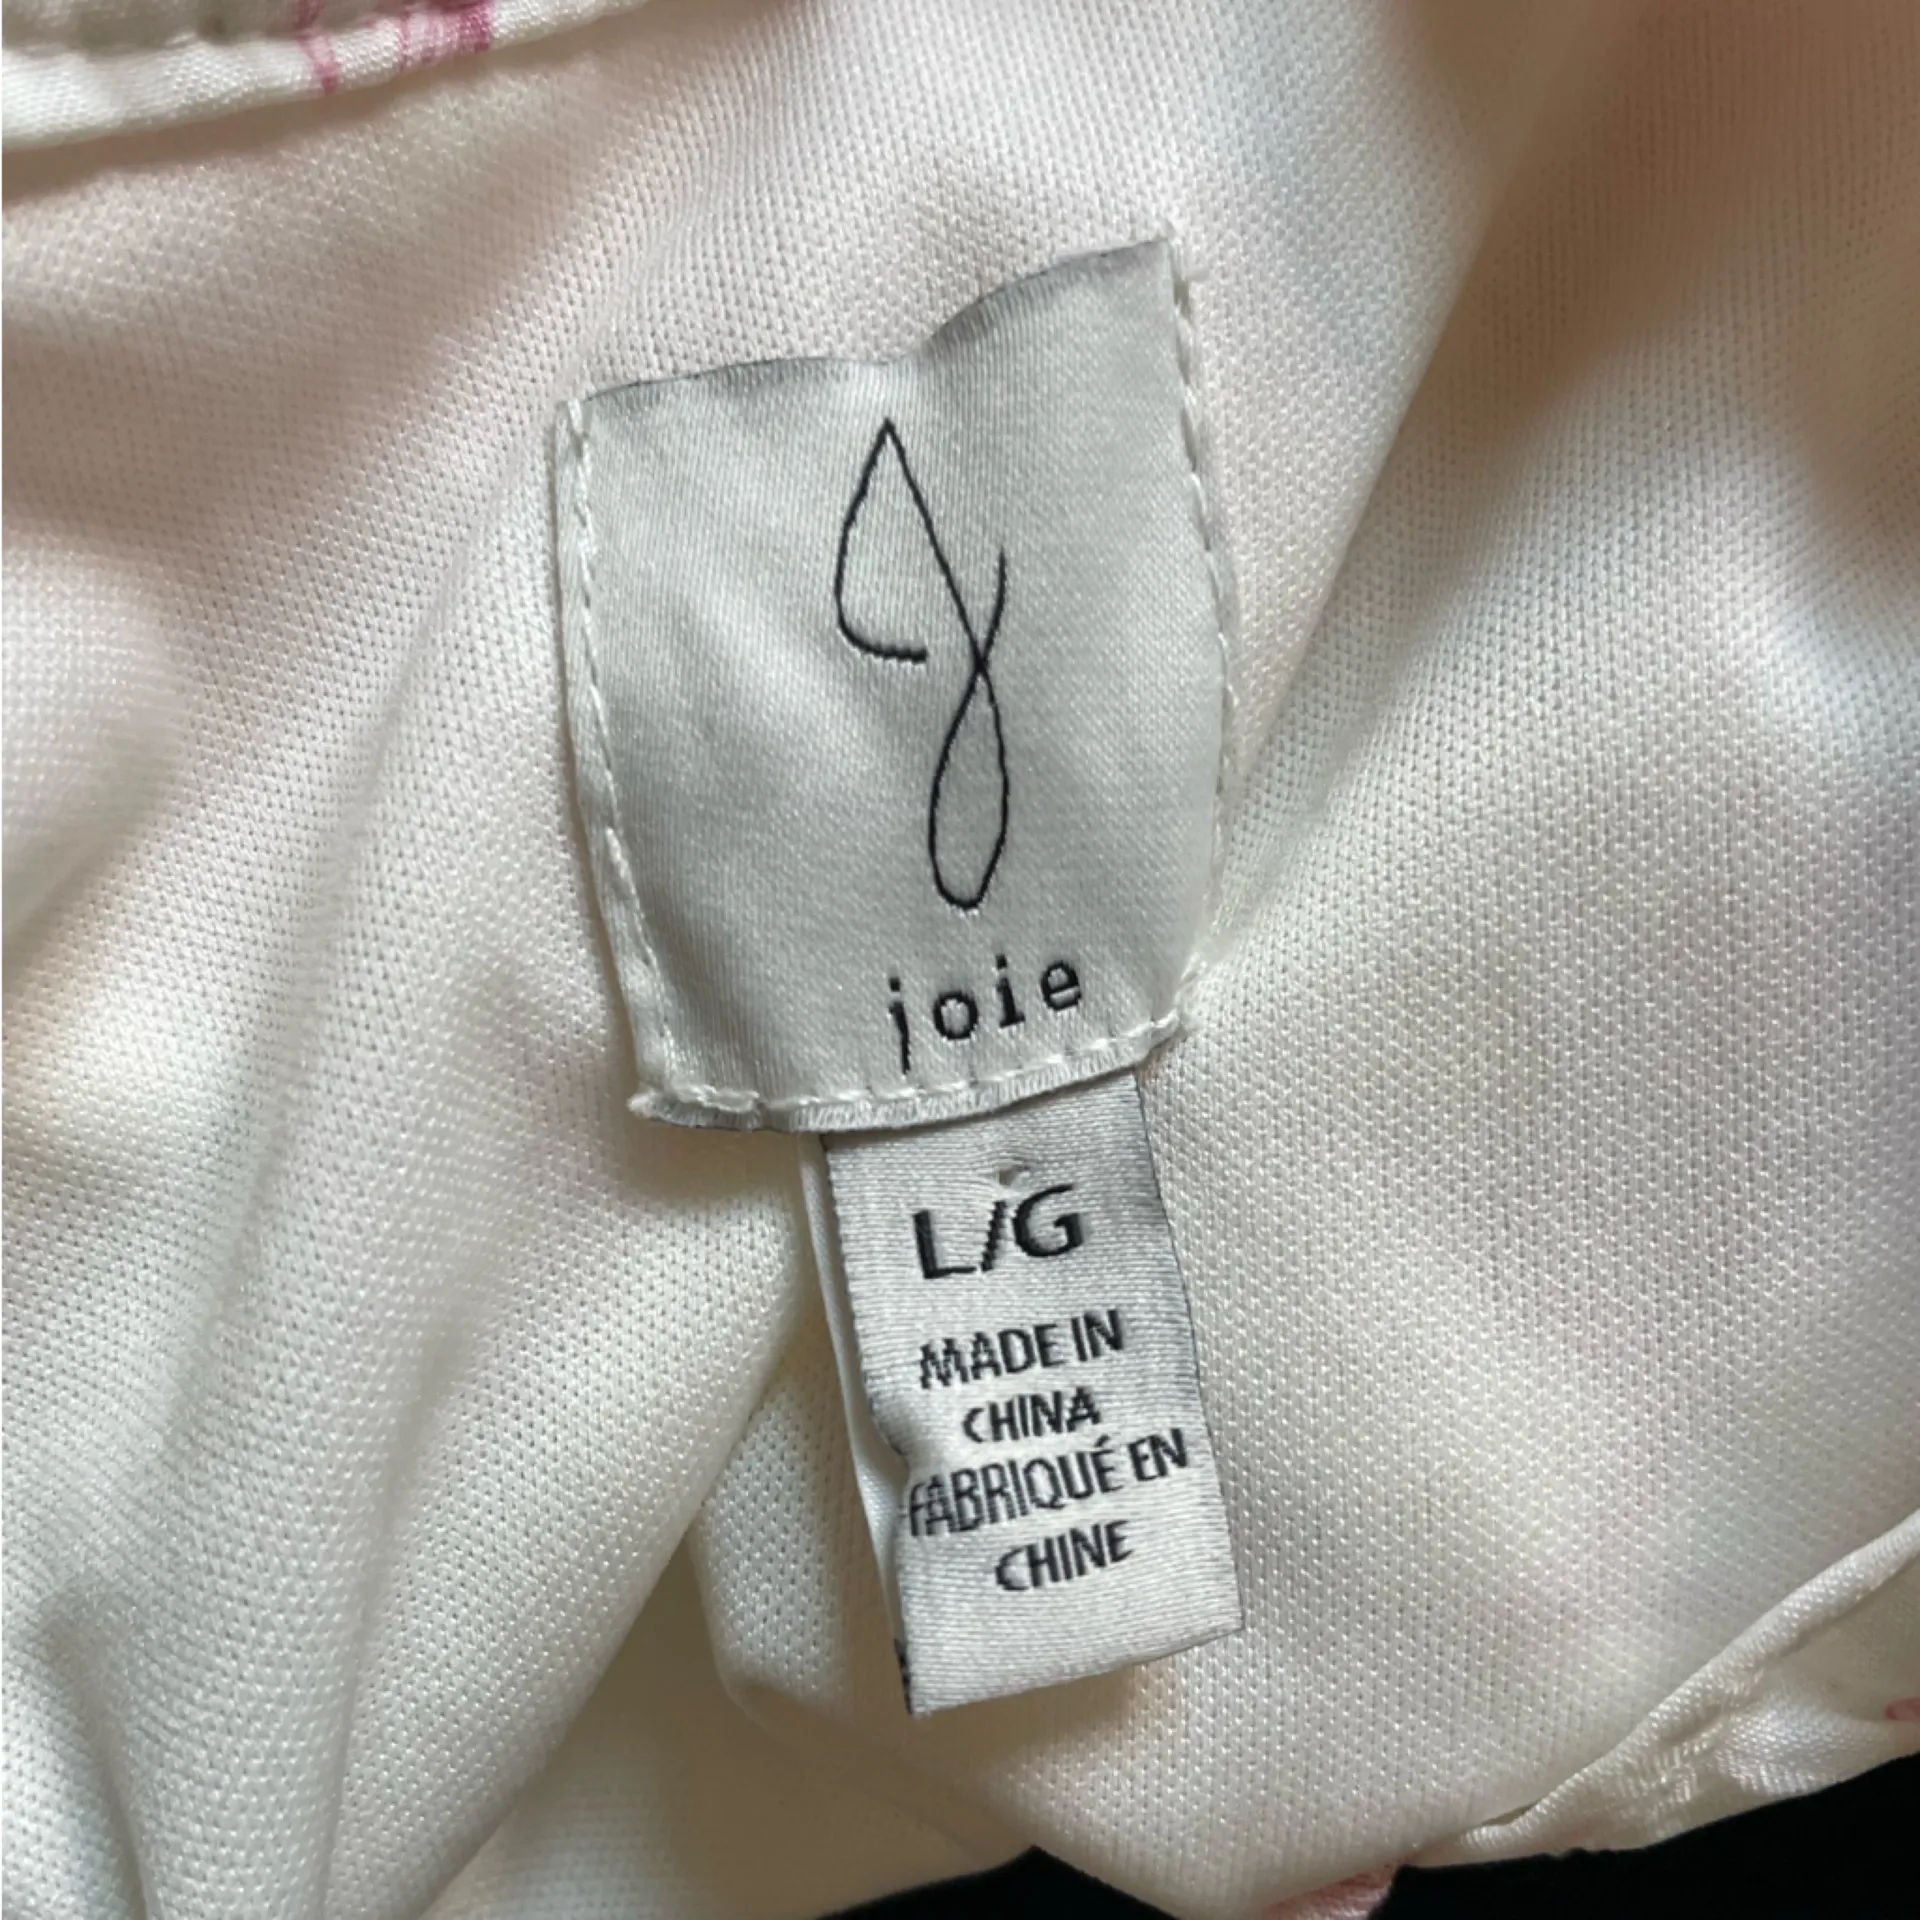 joie
L/G
MADE IN
CHINA
FABRIQUÉ EN
CHINE